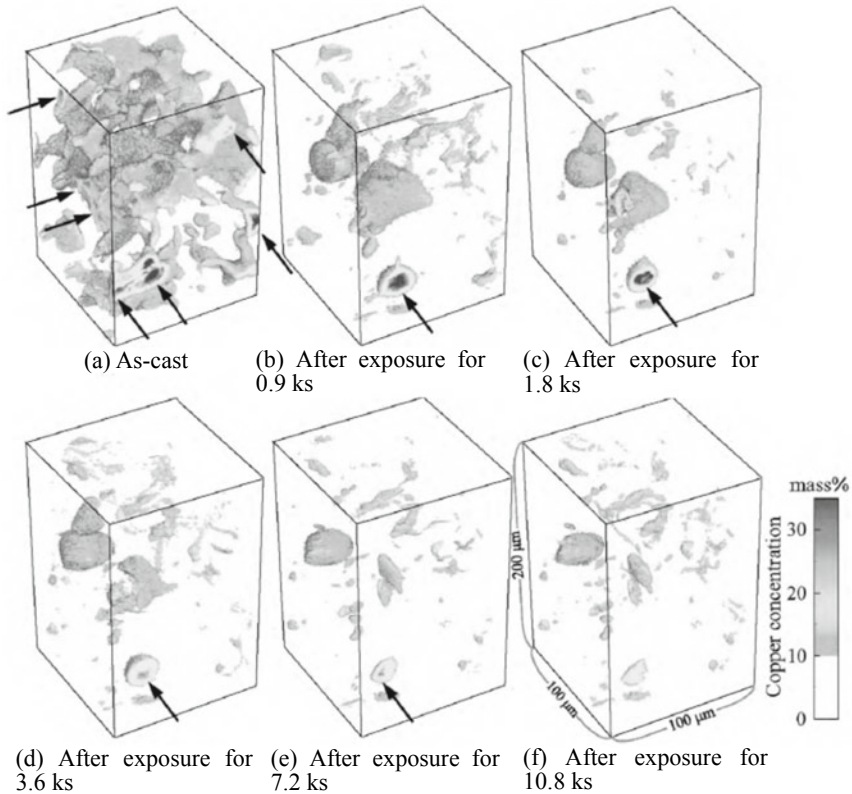 (a) As-cast
(b) After exposure for
0.9 ks
(c) After exposure for
1.8 ks
mass%
30
20
10
0
Copper concentration
200 µm
100 µm
100 µm
(d) After exposure for
3.6 ks
(e) After exposure for
7.2 ks
(f) After exposure for
10.8 ks